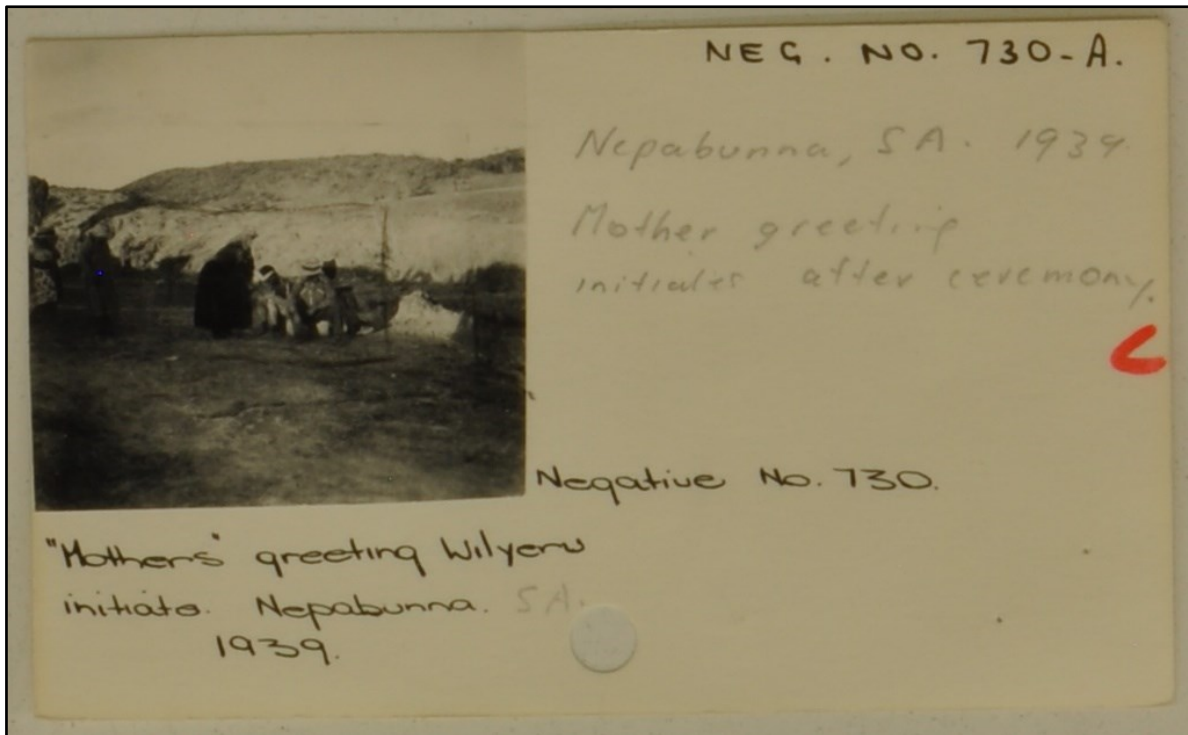 NEG. NO. 730-A.
Nepabunna, SA. 1939.
Mother greeting
initiates after ceremony.
Negative No. 730.
"Mothers" greeting Wilyeru
initiate. Nepabunna. SA.
1939.